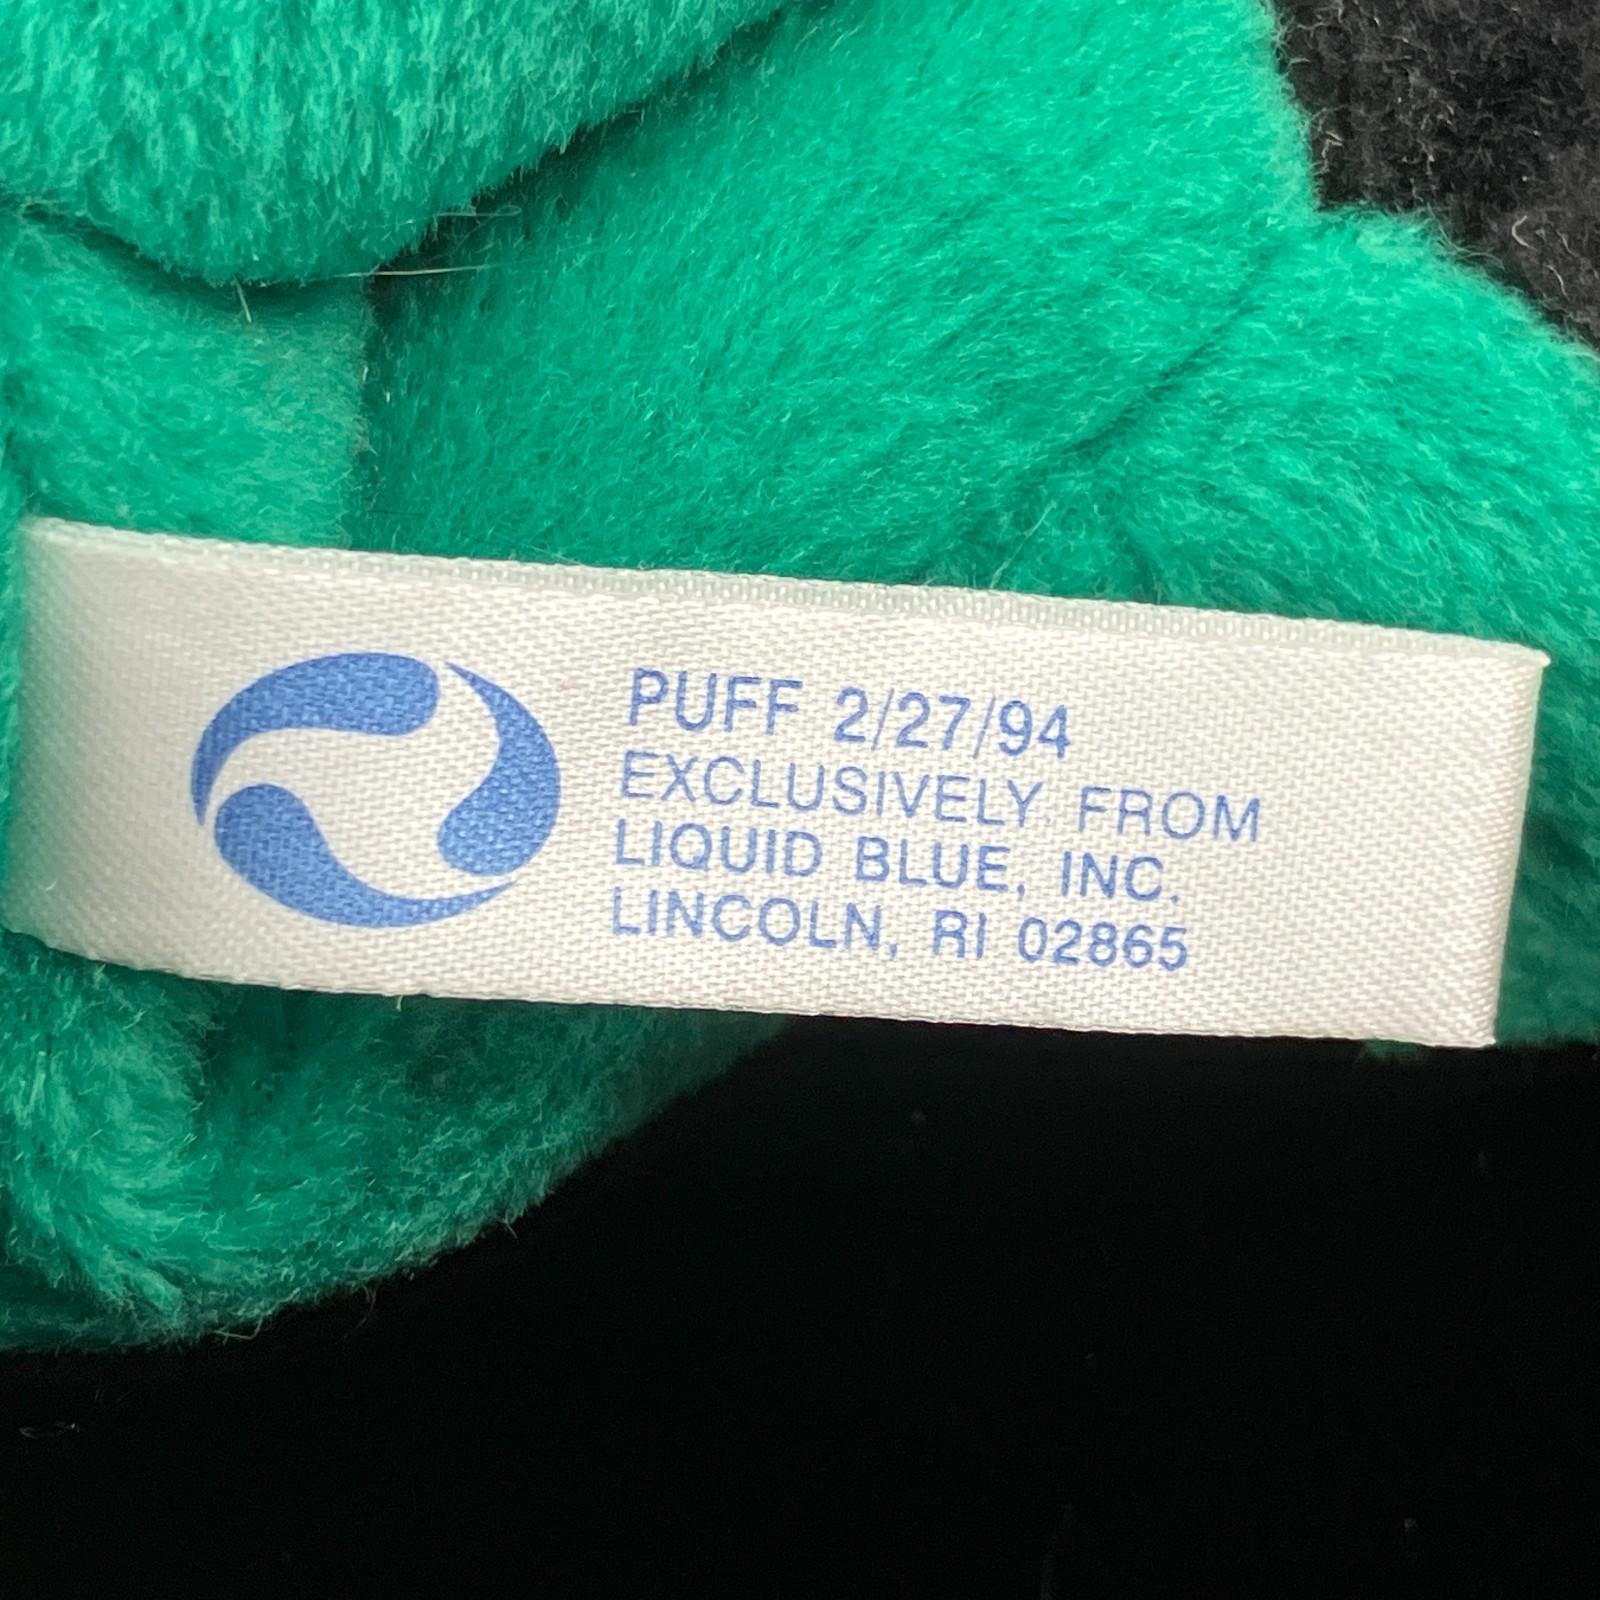 PUFF 2/27/94
EXCLUSIVELY FROM
LIQUID BLUE, INC.
LINCOLN, RI 02865